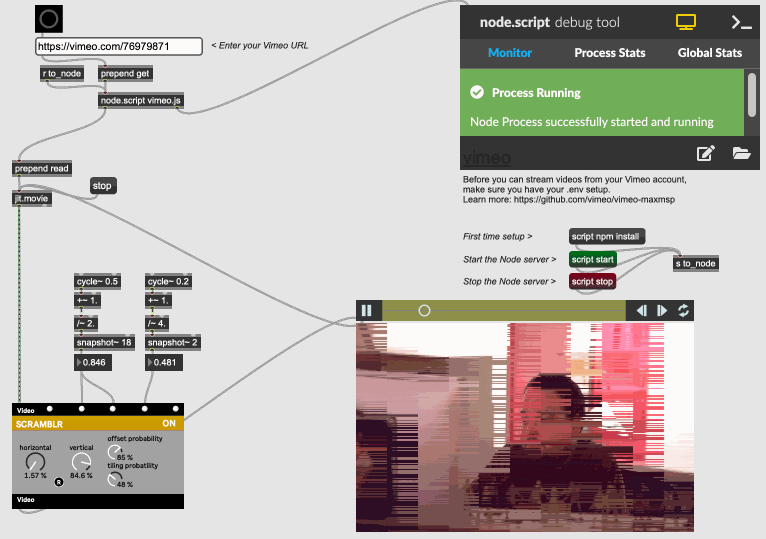 node.script debug tool
Monitor
Process Stats
Global Stats
https://vimeo.com/76979871
< Enter your Vimeo URL
r to_node
prepend get
node.script vimeo.js
Process Running
Node Process successfully started and running
vimeo
Before you can stream videos from your Vimeo account,
make sure you have your .env setup.
Learn more: https://github.com/vimeo/vimeo-maxmsp
prepend read
stop
jit.movie
First time setup >
script npm install
Start the Node server >
script start
Stop the Node server >
script stop
s to_node
cycle~ 0.5
cycle~ 0.2
+~ 1.
+~ 1.
/~ 2.
/~ 4.
snapshot~ 18
snapshot~ 2
0.846
0.481
Video
SCRAMBLR
ON
horizontal
vertical
offset probability
1.57 %
84.6 %
85 %
tiling probatility
48 %
R
Video